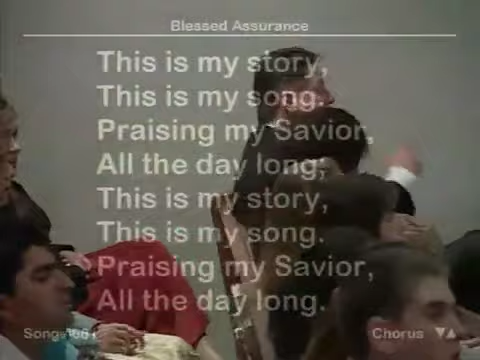 Blessed Assurance
This is my story,
This is my song.
Praising my Savior,
All the day long;
This is my story,
This is my song.
Praising my Savior,
All the day long.
Chorus ▼▲